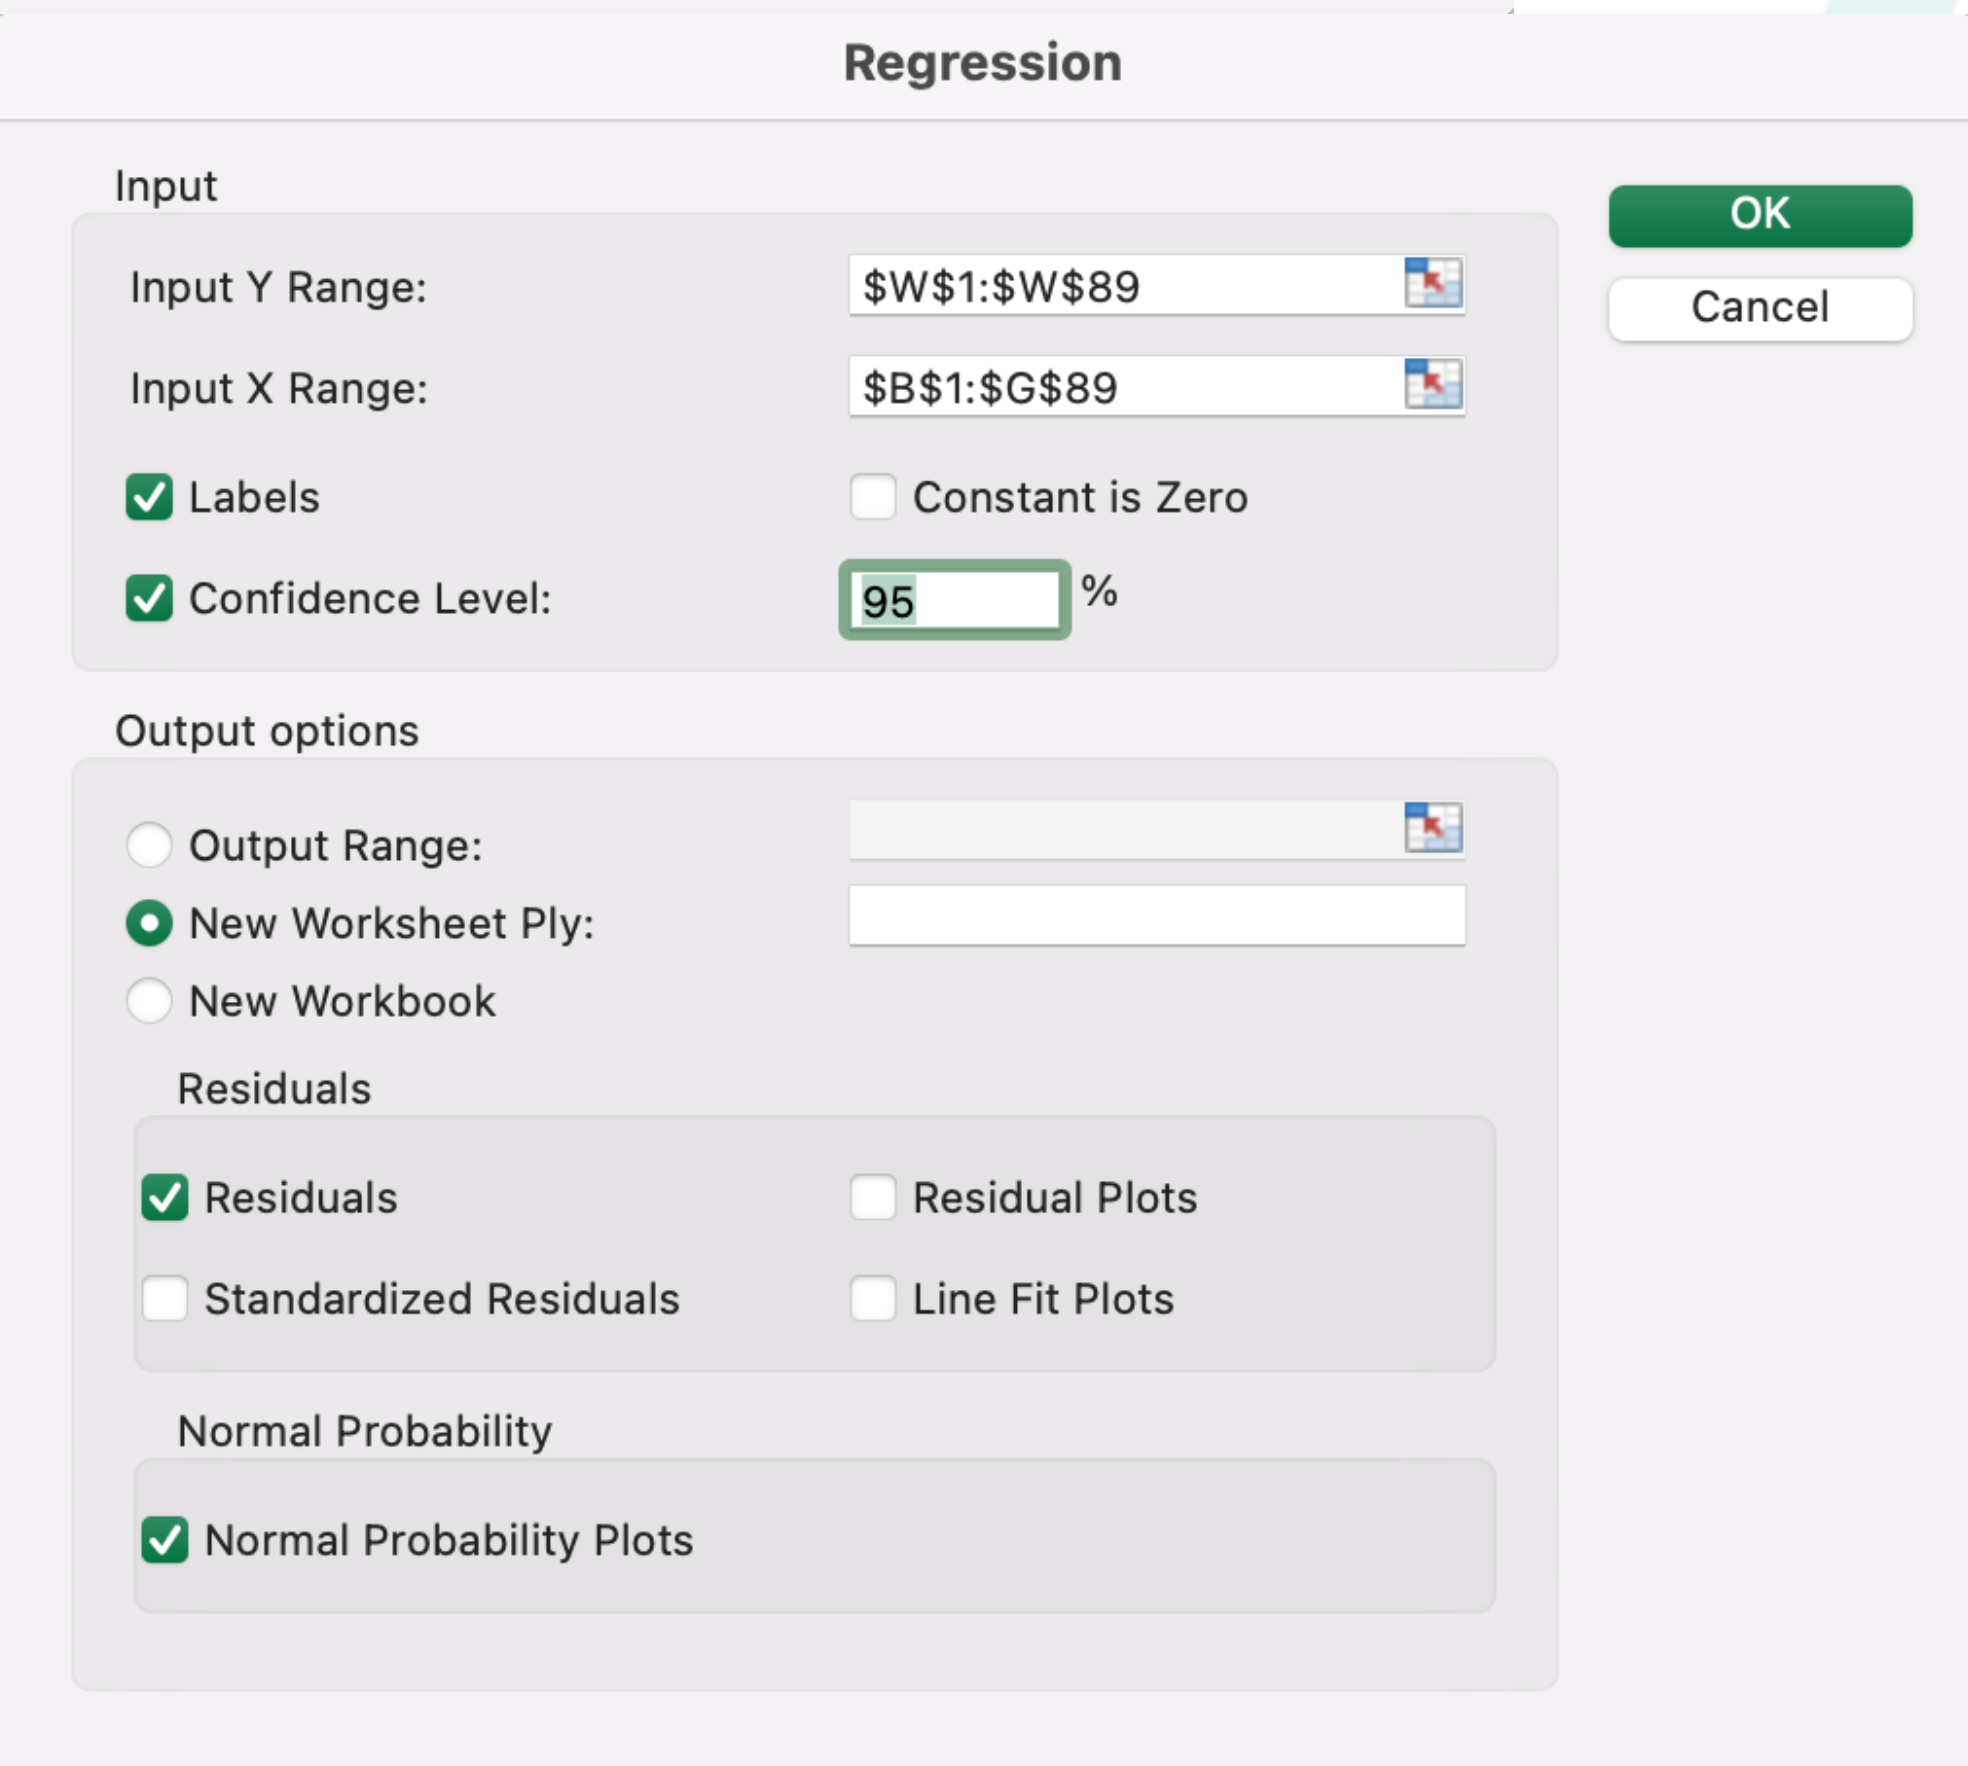 Regression
Input
OK
Input Y Range: $W$1:$W$89
Cancel
Input X Range: $B$1:$G$89
Labels Constant is Zero
Confidence Level: 95 %
Output options
Output Range:
New Worksheet Ply:
New Workbook
Residuals
Residuals Residual Plots
Standardized Residuals Line Fit Plots
Normal Probability
Normal Probability Plots